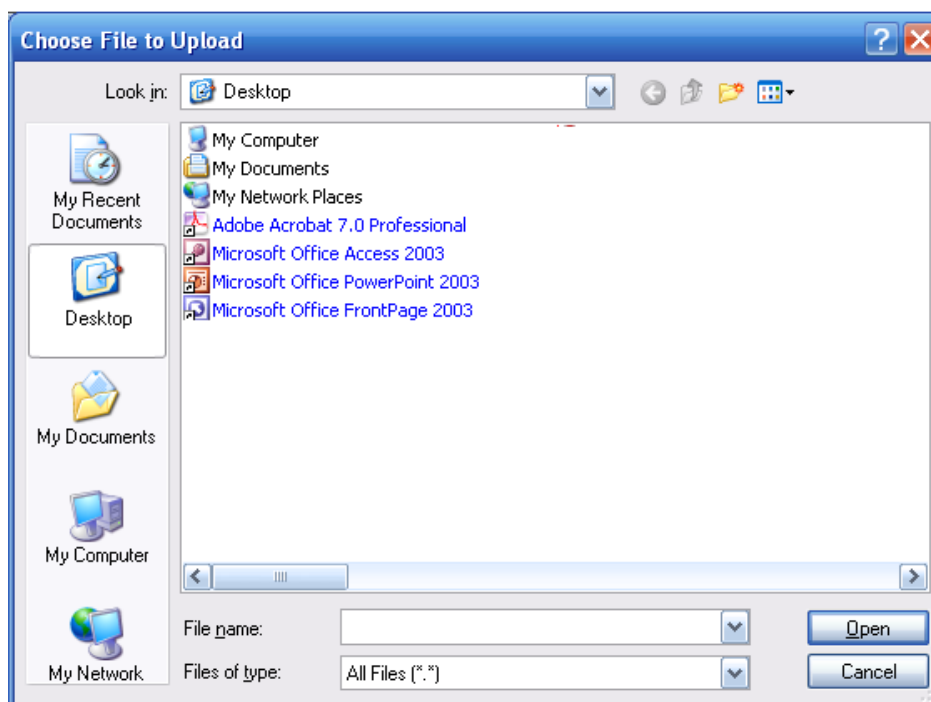 Choose File to Upload
Look in: Desktop
My Recent
Documents
Desktop
My Documents
My Computer
My Network
My Computer
My Documents
My Network Places
Adobe Acrobat 7.0 Professional
Microsoft Office Access 2003
Microsoft Office PowerPoint 2003
Microsoft Office FrontPage 2003
File name:
Open
Files of type: All Files (*.*)
Cancel